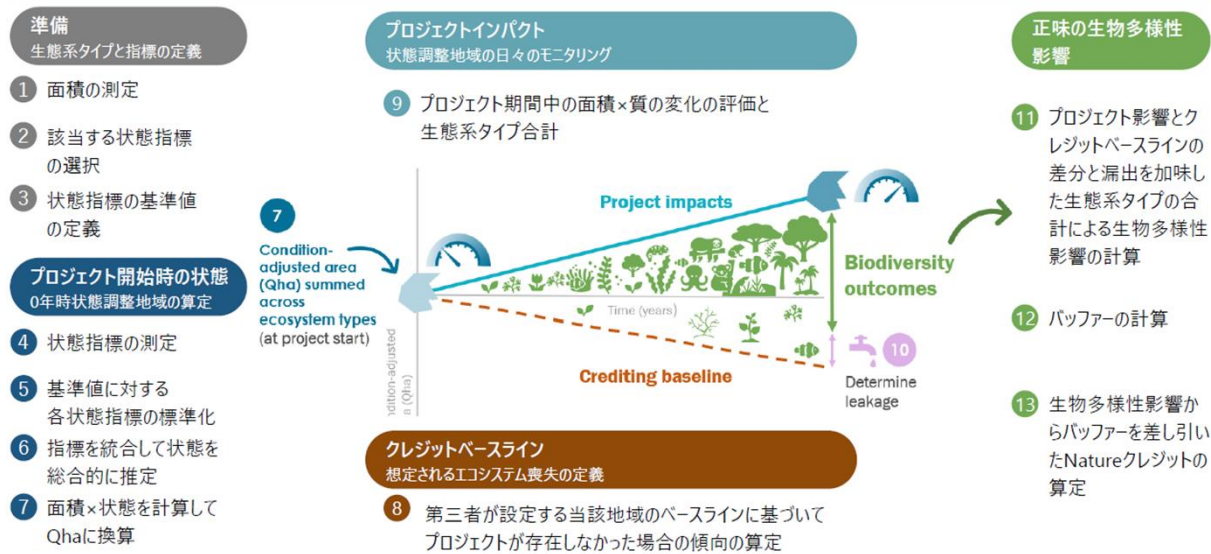 準備
生態系タイプと指標の定義
1 面積の測定
2 該当する状態指標
の選択
3 状態指標の基準値
の定義
プロジェクト開始時の状態
0年時状態調整地域の算定
4 状態指標の測定
5 基準値に対する
各状態指標の標準化
6 指標を統合して状態を
総合的に推定
7 面積×状態を計算して
Qhaに換算
プロジェクトインパクト
状態調整地域の日々のモニタリング
9 プロジェクト期間中の面積×質の変化の評価と
生態系タイプ合計
7
Condition-
adjusted area
(Qha) summed
across
ecosystem types
(at project start)
Project impacts
Time (years)
Biodiversity
outcomes
Crediting baseline
10
Determine
leakage
ndition-adjusted
(Qha)
クレジットベースライン
想定されるエコシステム喪失の定義
8 第三者が設定する当該地域のベースラインに基づいて
プロジェクトが存在しなかった場合の傾向の算定
正味の生物多様性
影響
11 プロジェクト影響とク
レジットベースラインの
差分と漏出を加味し
た生態系タイプの合
計による生物多様性
影響の計算
12 バッファーの計算
13 生物多様性影響か
らバッファーを差し引い
たNatureクレジットの
算定